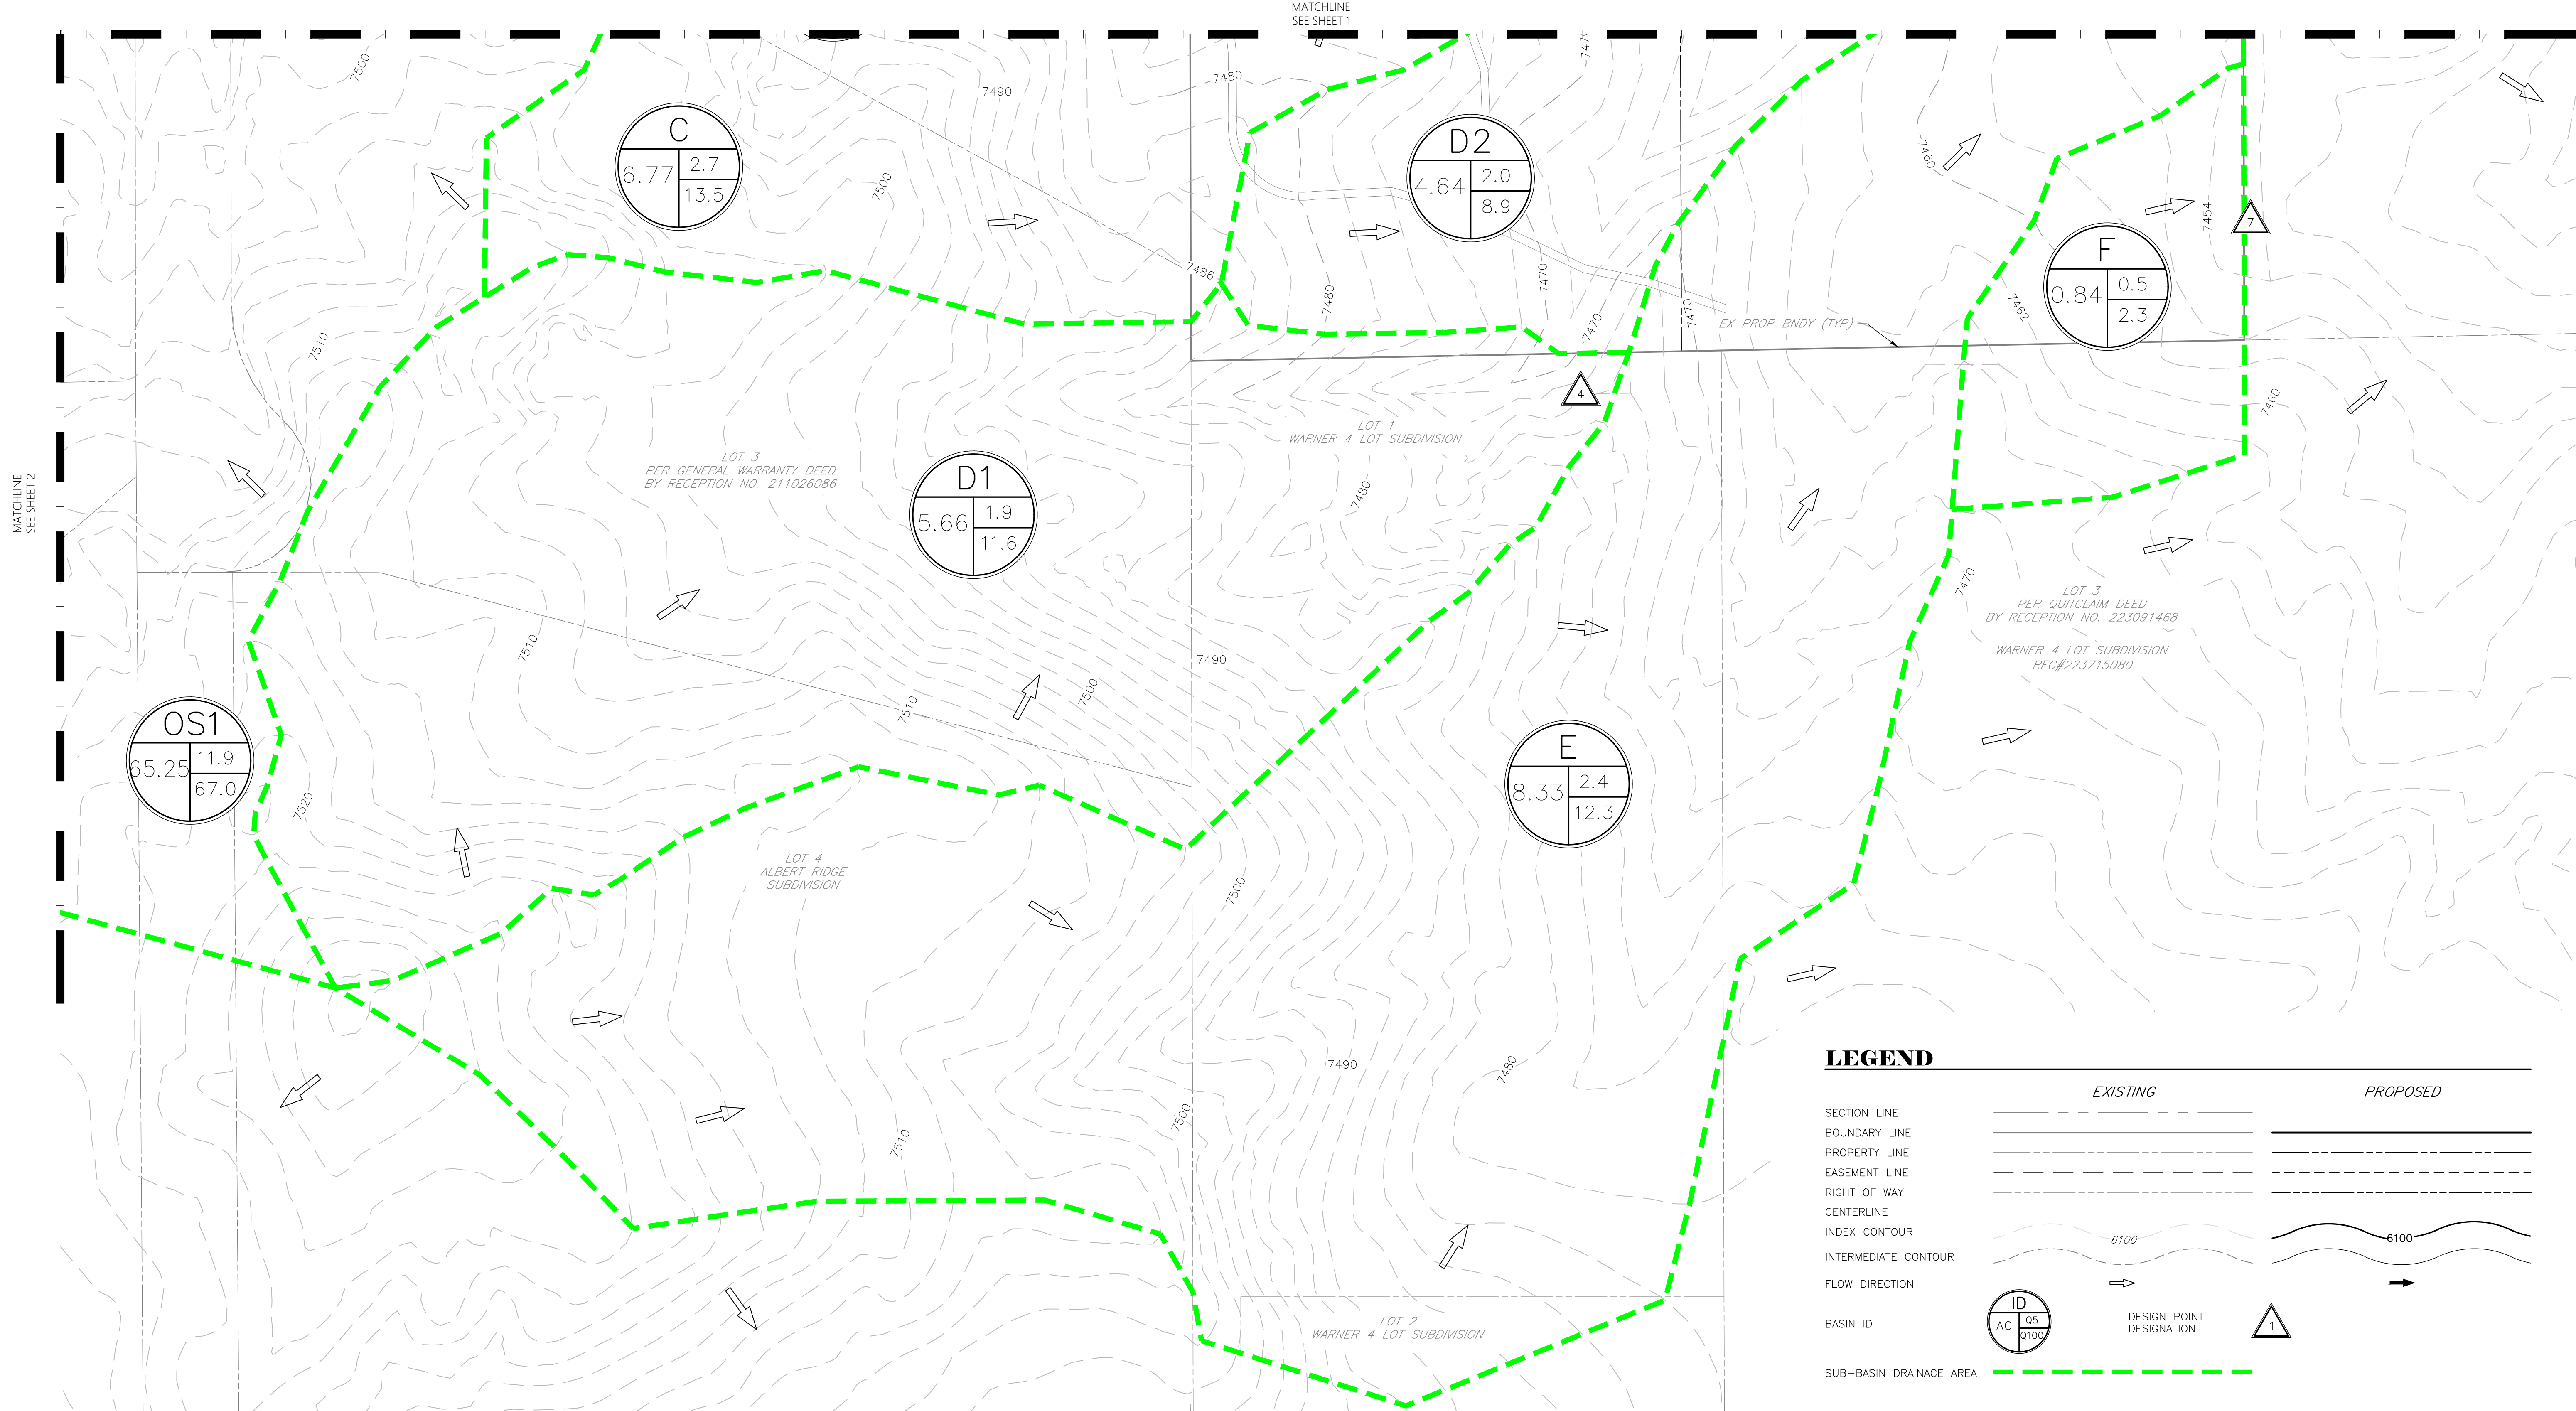 MATCHLINE
SEE SHEET 1
MATCHLINE
SEE SHEET 2
7500
7490
7480
7470
7460
C
6.77
2.7
13.5
D2
4.64
2.0
8.9
7500
7486
7480
7470
7470
7470
7454
7
F
0.84
0.5
2.3
7462
EX PROP BNDY (TYP)
7510
4
7460
LOT 1
WARNER 4 LOT SUBDIVISION
LOT 3
PER GENERAL WARRANTY DEED
BY RECEPTION NO. 211026086
D1
5.66
1.9
11.6
7480
7470
LOT 3
PER QUITCLAIM DEED
BY RECEPTION NO. 223091468
WARNER 4 LOT SUBDIVISION
REC#223715080
7510
7490
7500
7510
OS1
65.25
11.9
67.0
7520
E
8.33
2.4
12.3
LOT 4
ALBERT RIDGE
SUBDIVISION
7500
7490
7480
7500
7510
LOT 2
WARNER 4 LOT SUBDIVISION
LEGEND
EXISTING
PROPOSED
SECTION LINE
BOUNDARY LINE
PROPERTY LINE
EASEMENT LINE
RIGHT OF WAY
CENTERLINE
INDEX CONTOUR
6100
6100
INTERMEDIATE CONTOUR
FLOW DIRECTION
BASIN ID
ID
AC
Q5
Q100
DESIGN POINT
DESIGNATION
1
SUB-BASIN DRAINAGE AREA